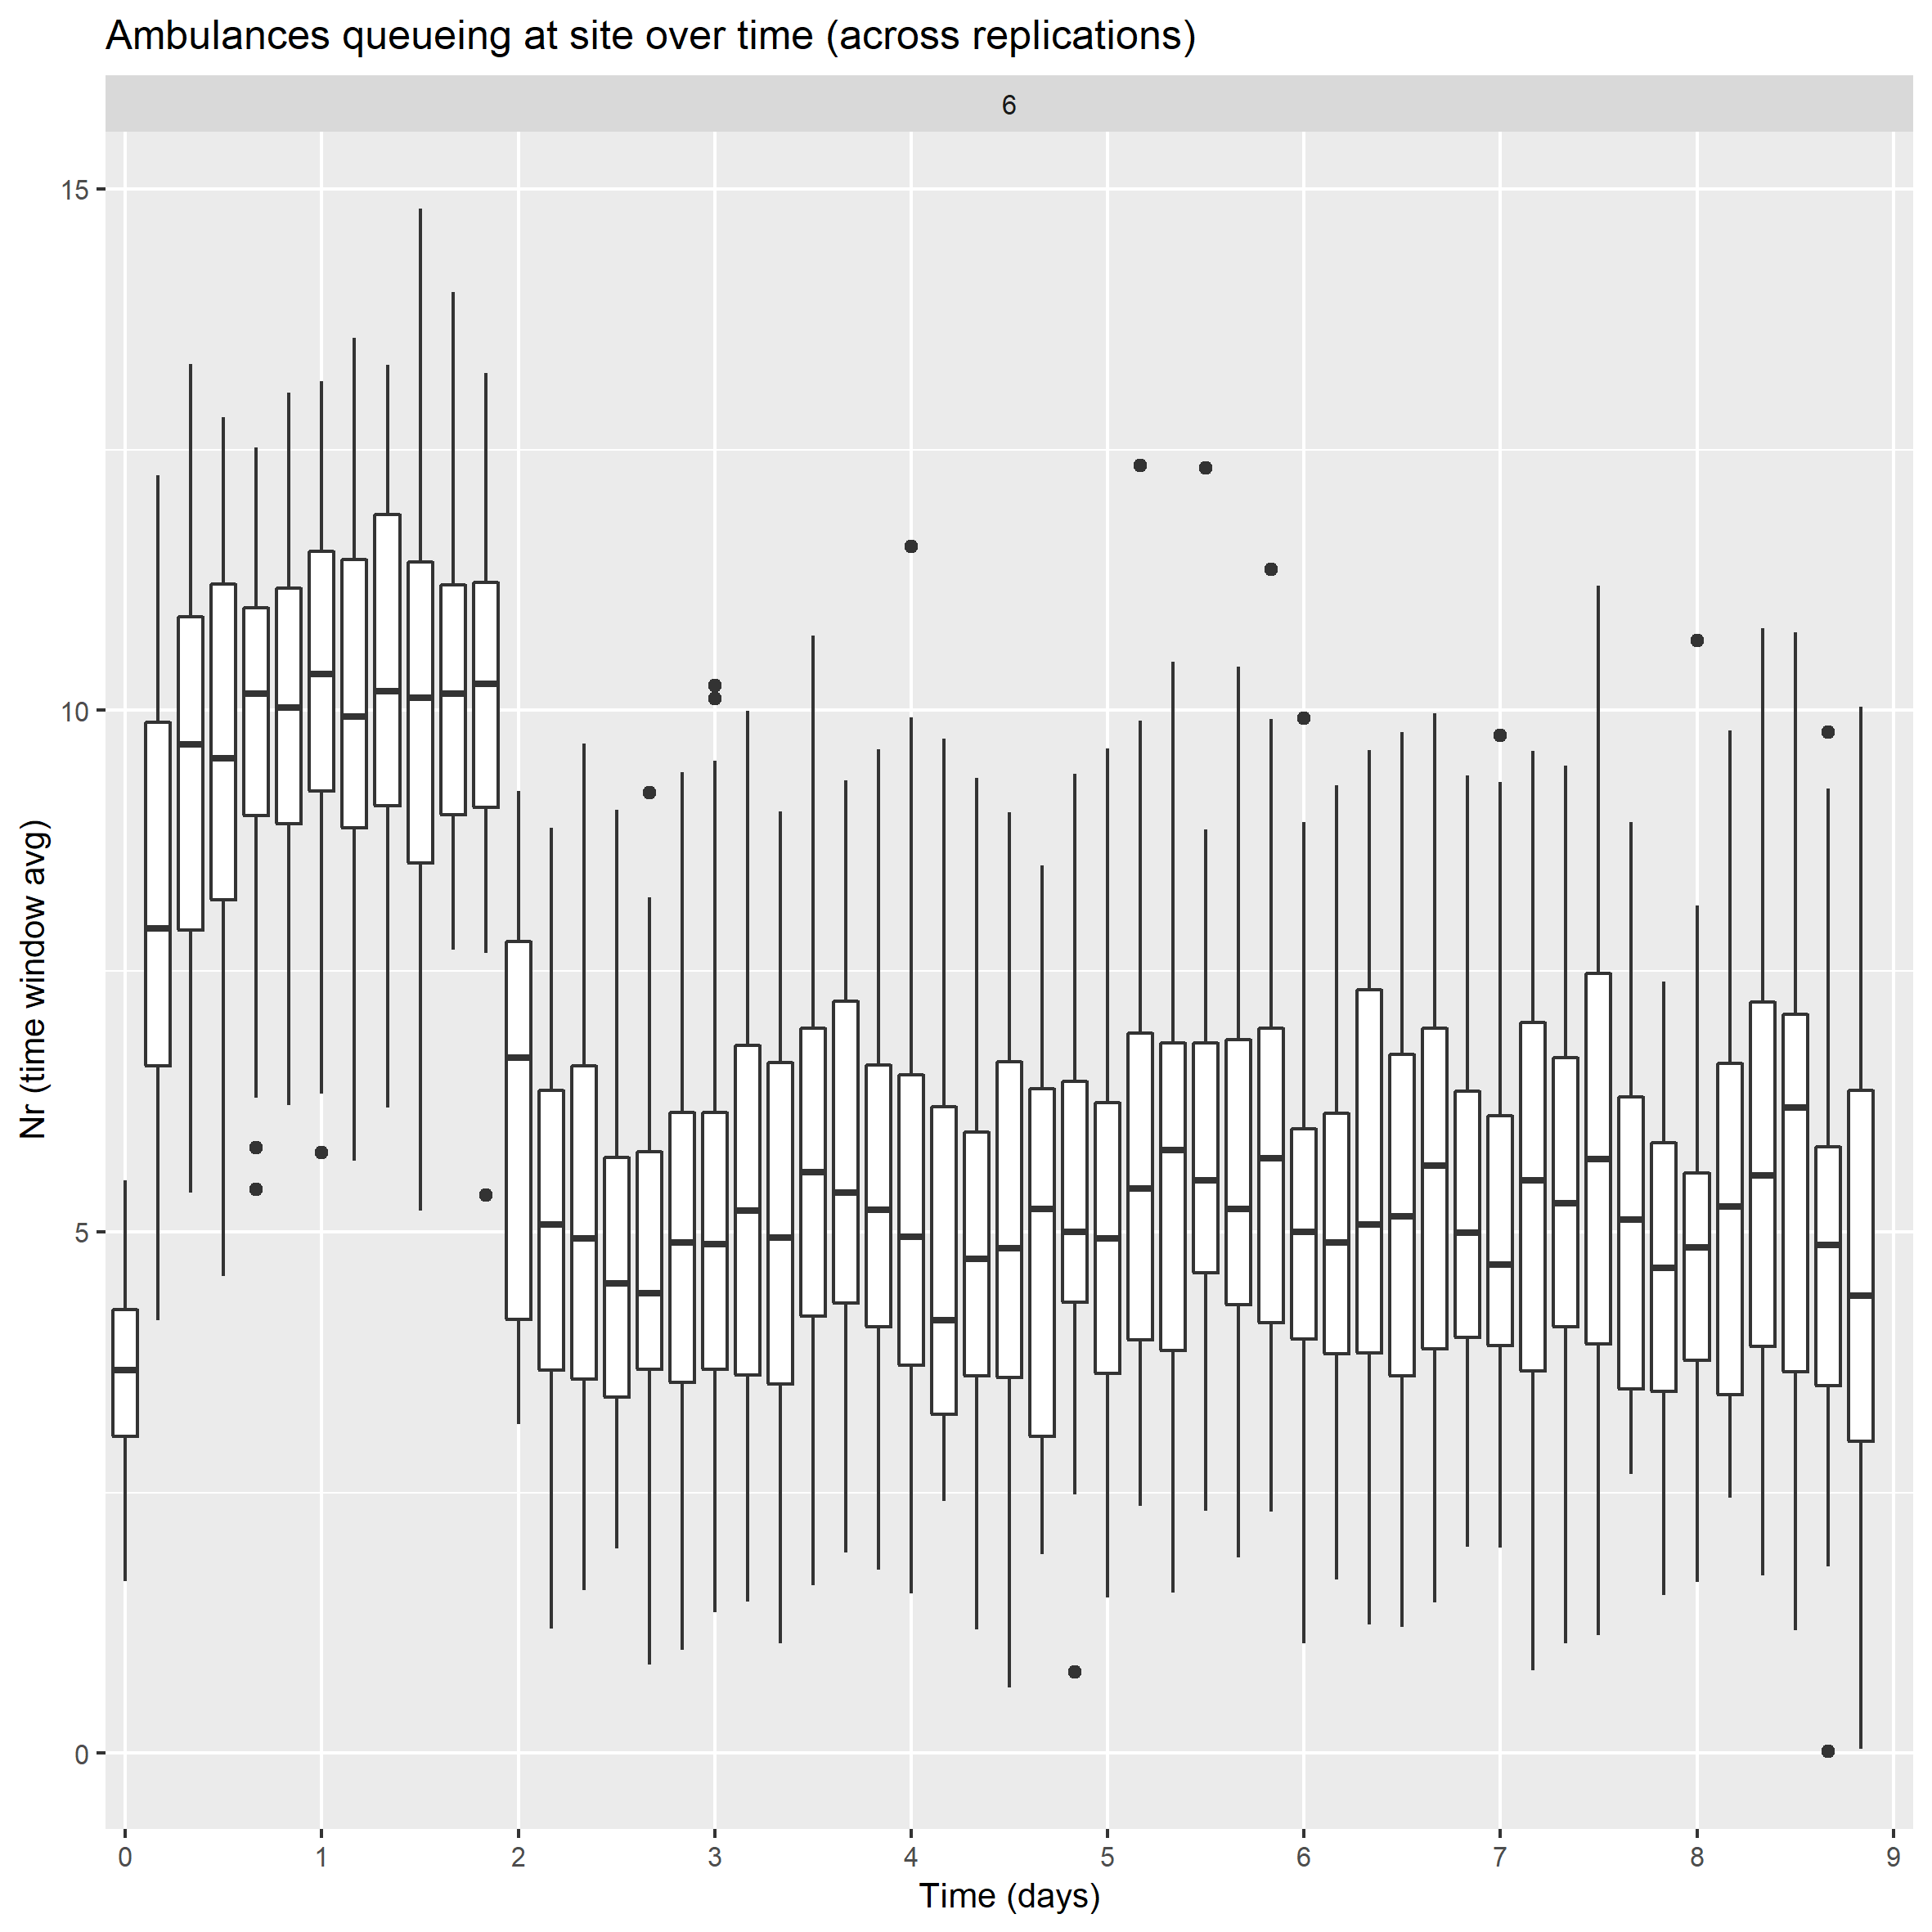 Ambulances queueing at site over time (across replications)
6
15
10
5
0
Nr (time window avg)
0 1 2 3 4 5 6 7 8 9
Time (days)